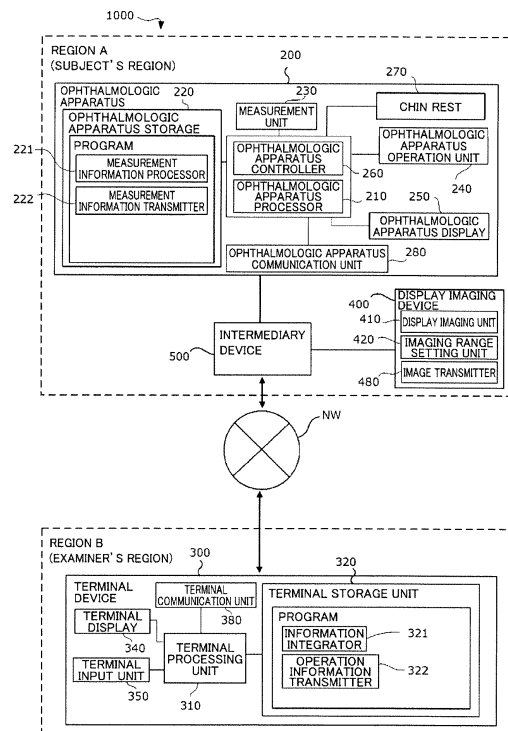 1000
REGION A
(SUBJECT'S REGION)
200
OPHTHALMOLOGIC
APPARATUS
220
OPHTHALMOLOGIC
APPARATUS STORAGE
PROGRAM
221
MEASUREMENT
INFORMATION PROCESSOR
222
MEASUREMENT
INFORMATION TRANSMITTER
230
MEASUREMENT
UNIT
270
CHIN REST
OPHTHALMOLOGIC
APPARATUS
CONTROLLER
260
OPHTHALMOLOGIC
APPARATUS
OPERATION UNIT
240
OPHTHALMOLOGIC
APPARATUS
PROCESSOR
210
250
OPHTHALMOLOGIC
APPARATUS DISPLAY
OPHTHALMOLOGIC APPARATUS
COMMUNICATION UNIT
280
INTERMEDIARY
DEVICE
500
400
DISPLAY IMAGING
DEVICE
410
DISPLAY IMAGING UNIT
420
IMAGING RANGE
SETTING UNIT
480
IMAGE TRANSMITTER
NW
REGION B
(EXAMINER'S REGION)
300
TERMINAL
DEVICE
TERMINAL
COMMUNICATION UNIT
380
TERMINAL
DISPLAY
340
TERMINAL
INPUT UNIT
350
TERMINAL
PROCESSING
UNIT
310
320
TERMINAL STORAGE UNIT
PROGRAM
INFORMATION
INTEGRATOR
321
OPERATION
INFORMATION
TRANSMITTER
322